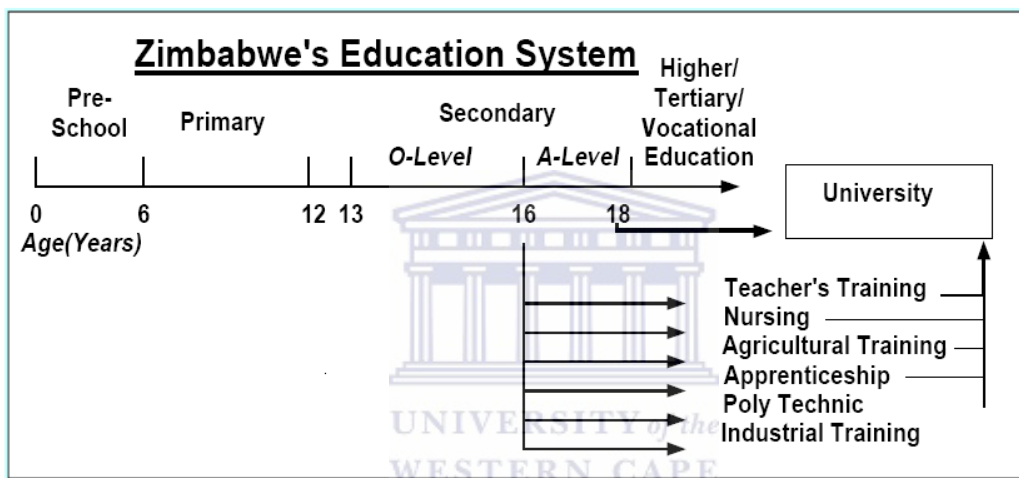 Zimbabwe's Education System
Pre-
School
Primary
Secondary
O-Level
A-Level
Higher/
Tertiary/
Vocational
Education
0
6
12
13
16
18
Age(Years)
University
Teacher's Training
Nursing
Agricultural Training
Apprenticeship
Poly Technic
Industrial Training
UNIVERSITY of the
WESTERN CAPE